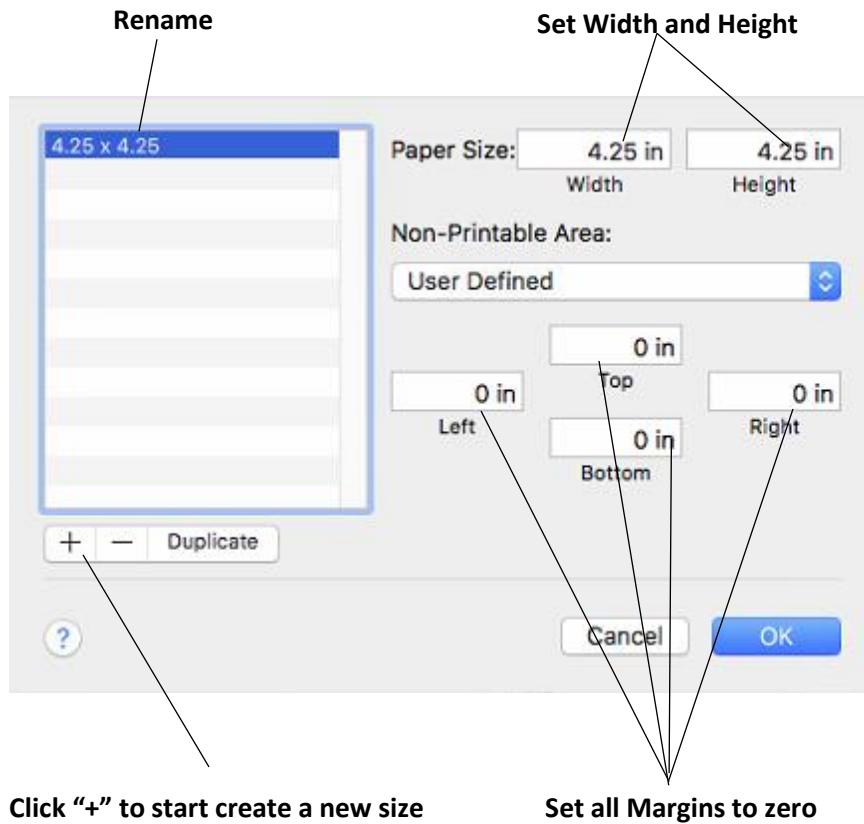 Rename
Set Width and Height
4.25 x 4.25
Paper Size:
4.25 in
4.25 in
Width
Height
Non-Printable Area:
User Defined
0 in
Top
0 in
Left
0 in
Right
0 in
Bottom
+ − Duplicate
?
Cancel
OK
Click “+” to start create a new size
Set all Margins to zero